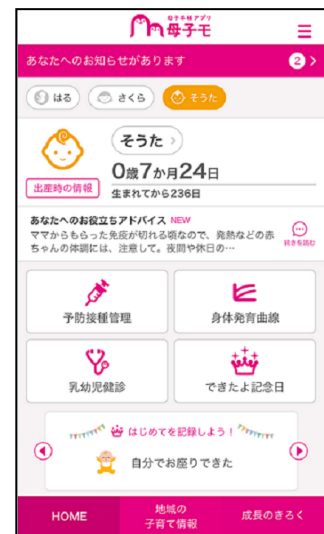 母子手帳アプリ
母子モ
あなたへのお知らせがあります
2
はる
さくら
そうた
そうた
0歳7か月24日
出産時の情報
生まれてから236日
あなたへのお役立ちアドバイス NEW
ママからもらった免疫が切れる頃なので、発熱などの赤
ちゃんの体調には、注意して。夜間や休日の…
続きを読む
予防接種管理
身体発育曲線
乳幼児健診
できたよ記念日
はじめてを記録しよう！
自分でお座りできた
HOME
地域の
子育て情報
成長のきろく